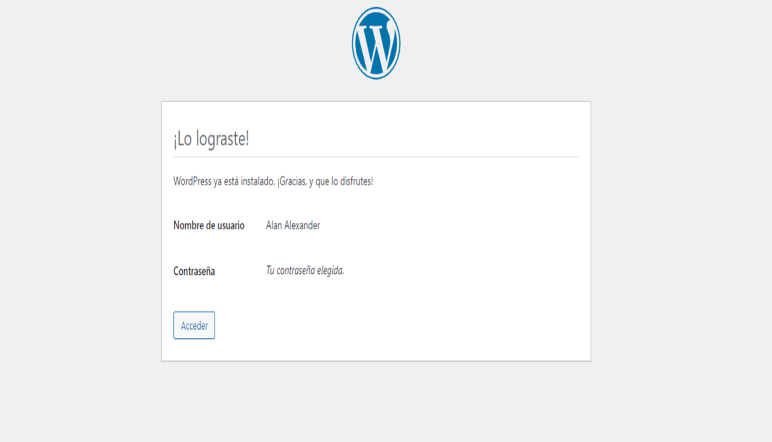 ¡Lo lograste!
WordPress ya está instalado. ¡Gracias, y que lo disfrutes!
Nombre de usuario Alan Alexander
Contraseña Tu contraseña elegida.
Acceder